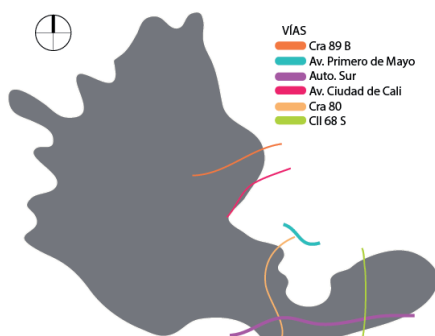 VÍAS
Cra 89 B
Av. Primero de Mayo
Auto. Sur
Av. Ciudad de Cali
Cra 80
Cll 68 S